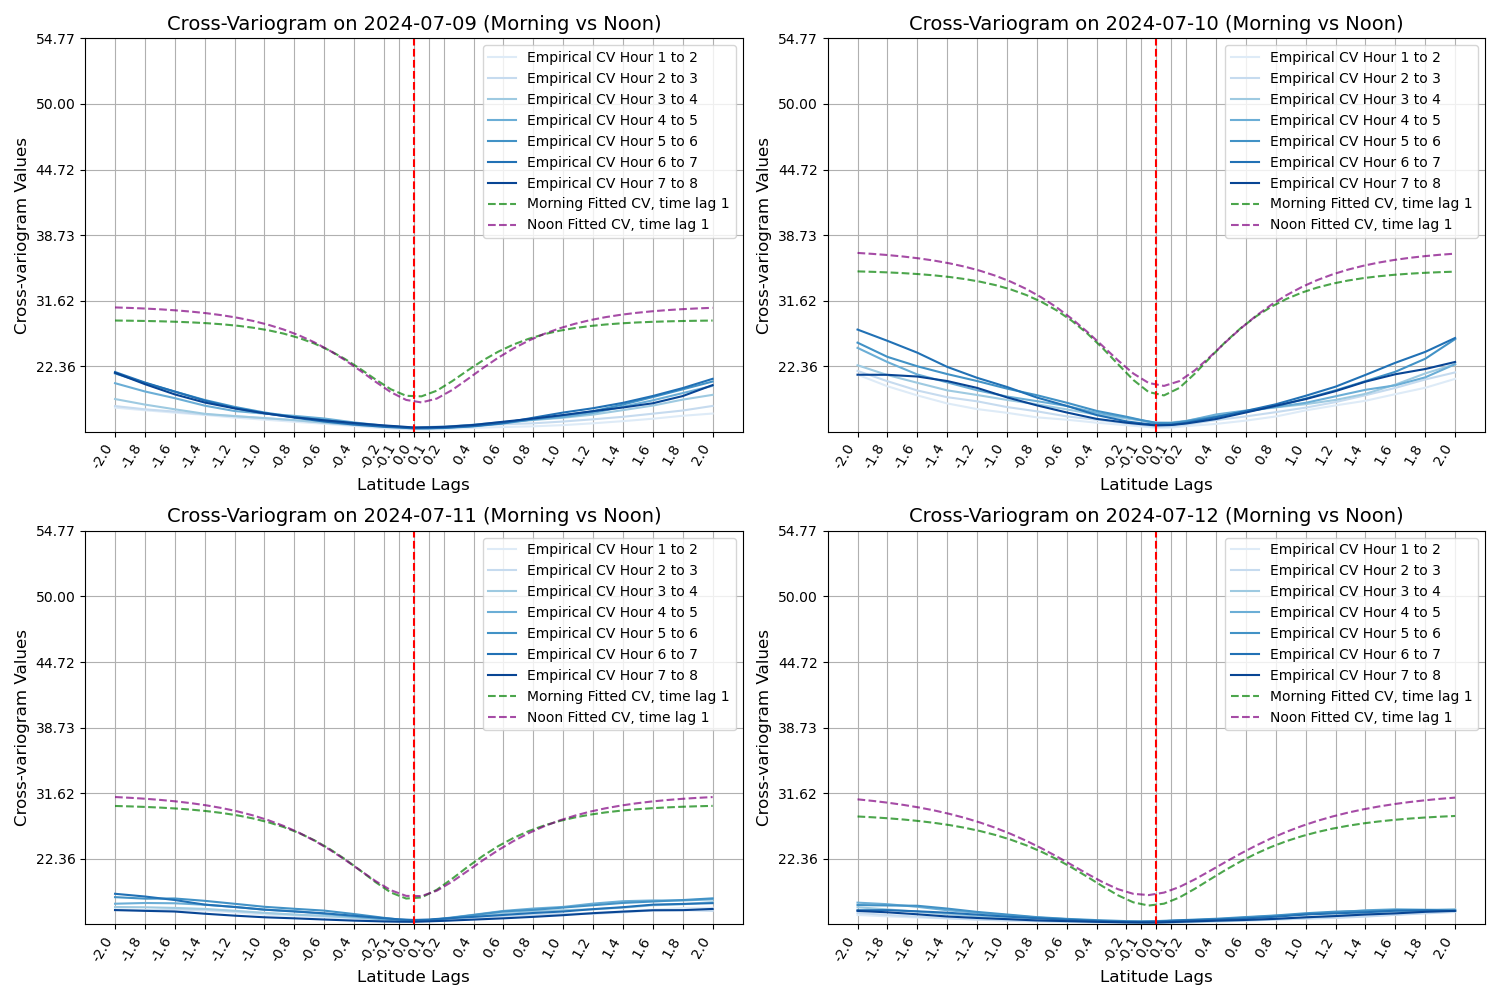 Cross-Variogram on 2024-07-09 (Morning vs Noon)
Cross-variogram Values
54.77
50.00
44.72
38.73
31.62
22.36
Empirical CV Hour 1 to 2
Empirical CV Hour 2 to 3
Empirical CV Hour 3 to 4
Empirical CV Hour 4 to 5
Empirical CV Hour 5 to 6
Empirical CV Hour 6 to 7
Empirical CV Hour 7 to 8
Morning Fitted CV, time lag 1
Noon Fitted CV, time lag 1
-2.0 -1.8 -1.6 -1.4 -1.2 -1.0 -0.8 -0.6 -0.4 -0.2 -0.1 0.0 0.1 0.2 0.4 0.6 0.8 1.0 1.2 1.4 1.6 1.8 2.0
Latitude Lags
Cross-Variogram on 2024-07-10 (Morning vs Noon)
Cross-variogram Values
54.77
50.00
44.72
38.73
31.62
22.36
Empirical CV Hour 1 to 2
Empirical CV Hour 2 to 3
Empirical CV Hour 3 to 4
Empirical CV Hour 4 to 5
Empirical CV Hour 5 to 6
Empirical CV Hour 6 to 7
Empirical CV Hour 7 to 8
Morning Fitted CV, time lag 1
Noon Fitted CV, time lag 1
-2.0 -1.8 -1.6 -1.4 -1.2 -1.0 -0.8 -0.6 -0.4 -0.2 -0.1 0.0 0.1 0.2 0.4 0.6 0.8 1.0 1.2 1.4 1.6 1.8 2.0
Latitude Lags
Cross-Variogram on 2024-07-11 (Morning vs Noon)
Cross-variogram Values
54.77
50.00
44.72
38.73
31.62
22.36
Empirical CV Hour 1 to 2
Empirical CV Hour 2 to 3
Empirical CV Hour 3 to 4
Empirical CV Hour 4 to 5
Empirical CV Hour 5 to 6
Empirical CV Hour 6 to 7
Empirical CV Hour 7 to 8
Morning Fitted CV, time lag 1
Noon Fitted CV, time lag 1
-2.0 -1.8 -1.6 -1.4 -1.2 -1.0 -0.8 -0.6 -0.4 -0.2 -0.1 0.0 0.1 0.2 0.4 0.6 0.8 1.0 1.2 1.4 1.6 1.8 2.0
Latitude Lags
Cross-Variogram on 2024-07-12 (Morning vs Noon)
Cross-variogram Values
54.77
50.00
44.72
38.73
31.62
22.36
Empirical CV Hour 1 to 2
Empirical CV Hour 2 to 3
Empirical CV Hour 3 to 4
Empirical CV Hour 4 to 5
Empirical CV Hour 5 to 6
Empirical CV Hour 6 to 7
Empirical CV Hour 7 to 8
Morning Fitted CV, time lag 1
Noon Fitted CV, time lag 1
-2.0 -1.8 -1.6 -1.4 -1.2 -1.0 -0.8 -0.6 -0.4 -0.2 -0.1 0.0 0.1 0.2 0.4 0.6 0.8 1.0 1.2 1.4 1.6 1.8 2.0
Latitude Lags